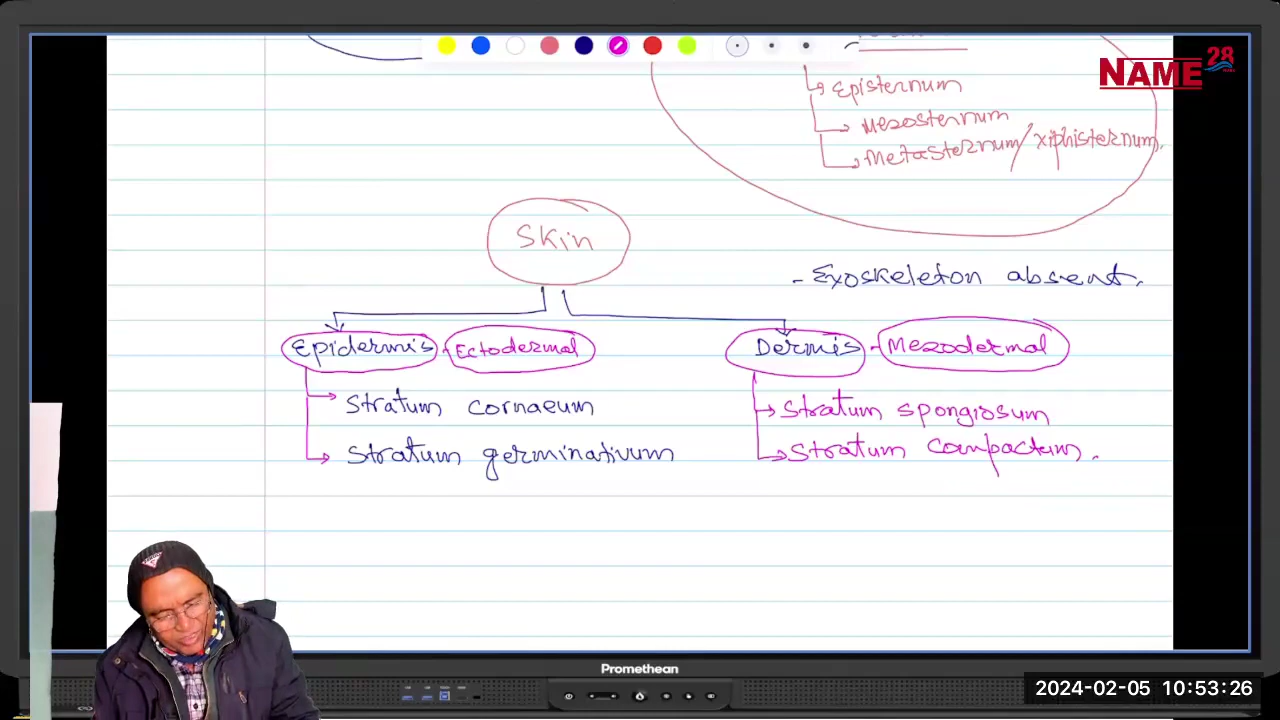 NAME 28
Episternum
Mesosternum
Metasternum/xiphisternum.
Skin
- Exoskeleton absent.
Epidermis - Ectodermal
Dermis - Mesodermal
Stratum cornaeum
Stratum spongiosum
Stratum germinativum
Stratum compactum.
Promethean
2024-02-05 10:53:26